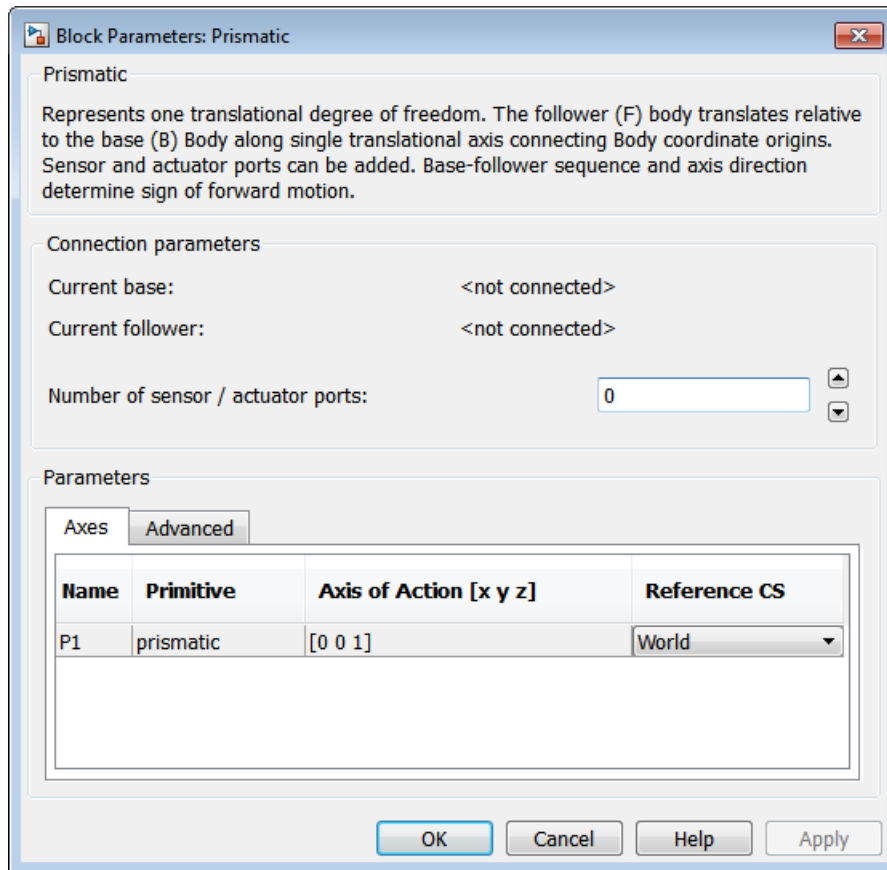 Block Parameters: Prismatic
Prismatic
Represents one translational degree of freedom. The follower (F) body translates relative
to the base (B) Body along single translational axis connecting Body coordinate origins.
Sensor and actuator ports can be added. Base-follower sequence and axis direction
determine sign of forward motion.
Connection parameters
Current base: <not connected>
Current follower: <not connected>
Number of sensor / actuator ports: 0
Parameters
Axes Advanced
Name Primitive Axis of Action [x y z] Reference CS
P1 prismatic [0 0 1] World
OK Cancel Help Apply